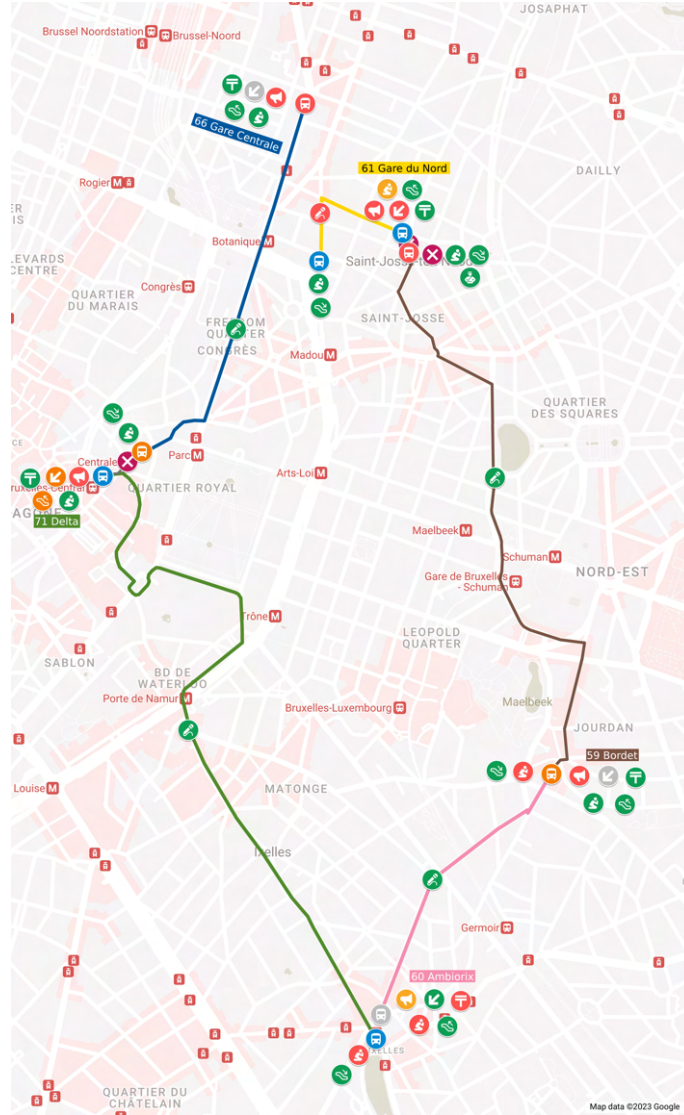 JOSAPHAT
Brussel Noordstation
Brussel-Noord
66 Gare Centrale
61 Gare du Nord
DAILLY
Rogier M
Botanique M
Saint-Josse-ten-
CENTRE
Congrès
QUARTIER
DU MARAIS
SAINT-JOSSE
FREEDOM
QUARTIER
CONGRÈS
Madou M
QUARTIER
DES SQUARES
Centrale
Parc M
Arts-Loi M
QUARTIER ROYAL
71 Delta
Maelbeek M
Schuman M
NORD-EST
Gare de Bruxelles
- Schuman
Trône M
LEOPOLD
QUARTIER
SABLON
BD DE
WATERLOO
Porte de Namur M
Bruxelles-Luxembourg
Maelbeek
JOURDAN
59 Bordet
Louise M
MATONGE
Ixelles
Germoir
60 Ambiorix
QUARTIER DU
CHÂTELAIN
Map data ©2023 Google